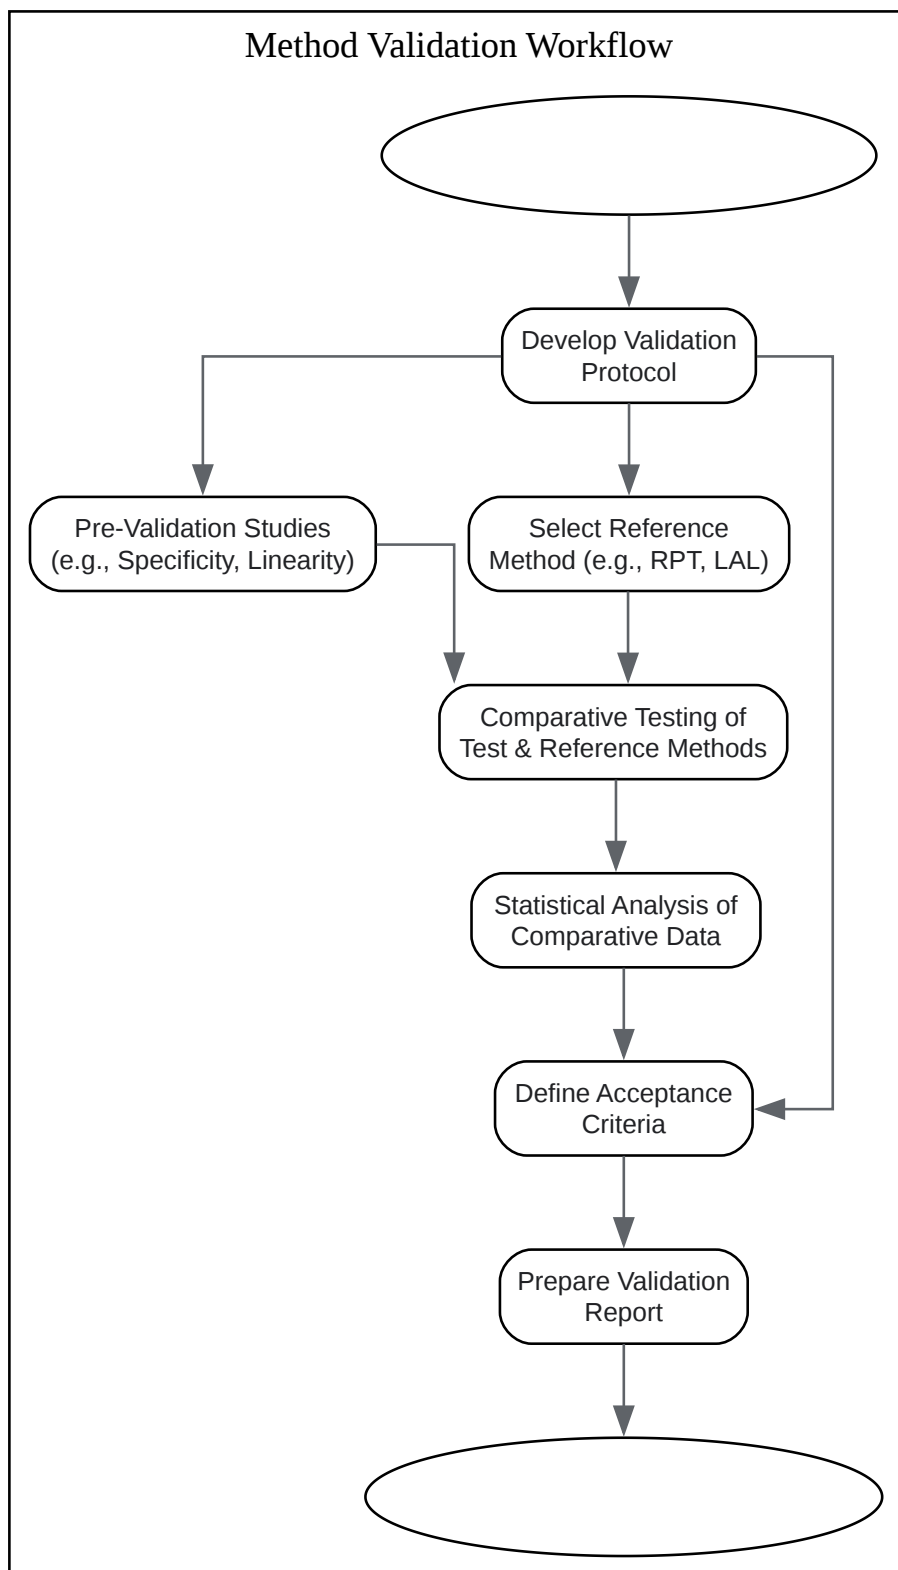 Method Validation Workflow
Develop Validation
Protocol
Pre-Validation Studies
(e.g., Specificity, Linearity)
Select Reference
Method (e.g., RPT, LAL)
Comparative Testing of
Test & Reference Methods
Statistical Analysis of
Comparative Data
Define Acceptance
Criteria
Prepare Validation
Report